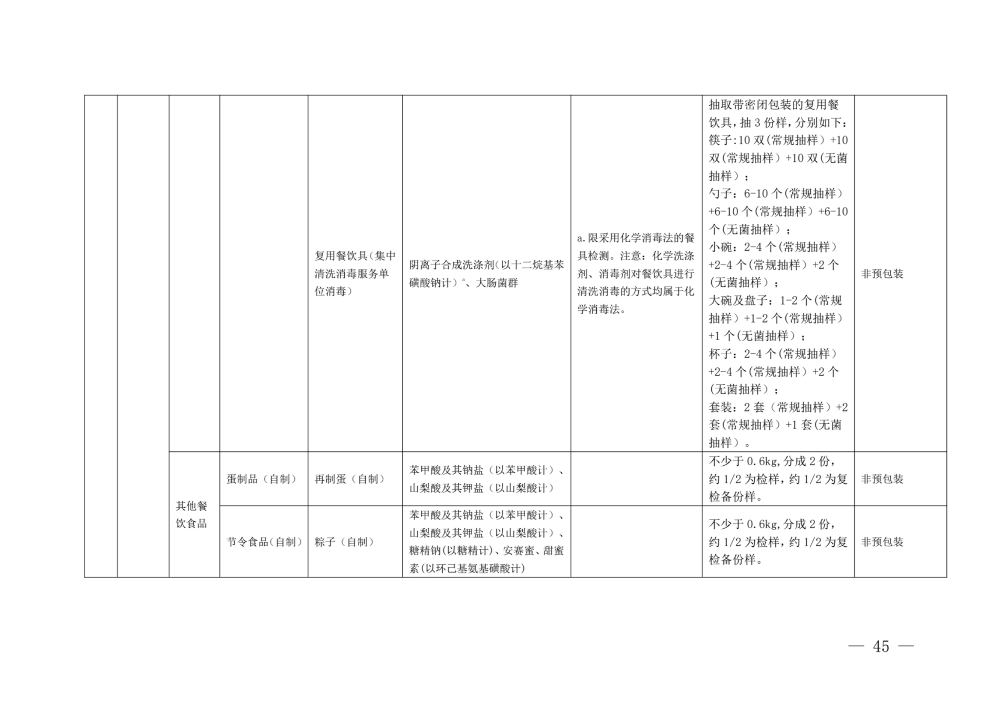 复用餐饮具（集中
清洗消毒服务单
位消毒）
阴离子合成洗涤剂（以十二烷基苯
磺酸钠计）a、大肠菌群
a.限采用化学消毒法的餐
具检测。注意：化学洗涤
剂、消毒剂对餐饮具进行
清洗消毒的方式均属于化
学消毒法。
抽取带密闭包装的复用餐
饮具,抽 3 份样,分别如下：
筷子:10 双(常规抽样）+10
双(常规抽样）+10 双(无菌
抽样）；
勺子：6-10 个(常规抽样）
+6-10 个(常规抽样）+6-10
个(无菌抽样）；
小碗：2-4 个(常规抽样）
+2-4 个(常规抽样）+2 个
(无菌抽样）；
大碗及盘子：1-2 个(常规
抽样）+1-2 个(常规抽样）
+1 个(无菌抽样）；
杯子：2-4 个(常规抽样）
+2-4 个(常规抽样）+2 个
(无菌抽样）；
套装：2 套（常规抽样）+2
套(常规抽样）+1 套(无菌
抽样）。
非预包装
其他餐
饮食品
蛋制品（自制）
再制蛋（自制）
苯甲酸及其钠盐（以苯甲酸计）、
山梨酸及其钾盐（以山梨酸计）
不少于 0.6kg,分成 2 份，
约 1/2 为检样，约 1/2 为复
检备份样。
非预包装
节令食品（自制）
粽子（自制）
苯甲酸及其钠盐（以苯甲酸计）、
山梨酸及其钾盐（以山梨酸计）、
糖精钠(以糖精计)、安赛蜜、甜蜜
素(以环己基氨基磺酸计)
不少于 0.6kg,分成 2 份，
约 1/2 为检样，约 1/2 为复
检备份样。
非预包装
— 45 —